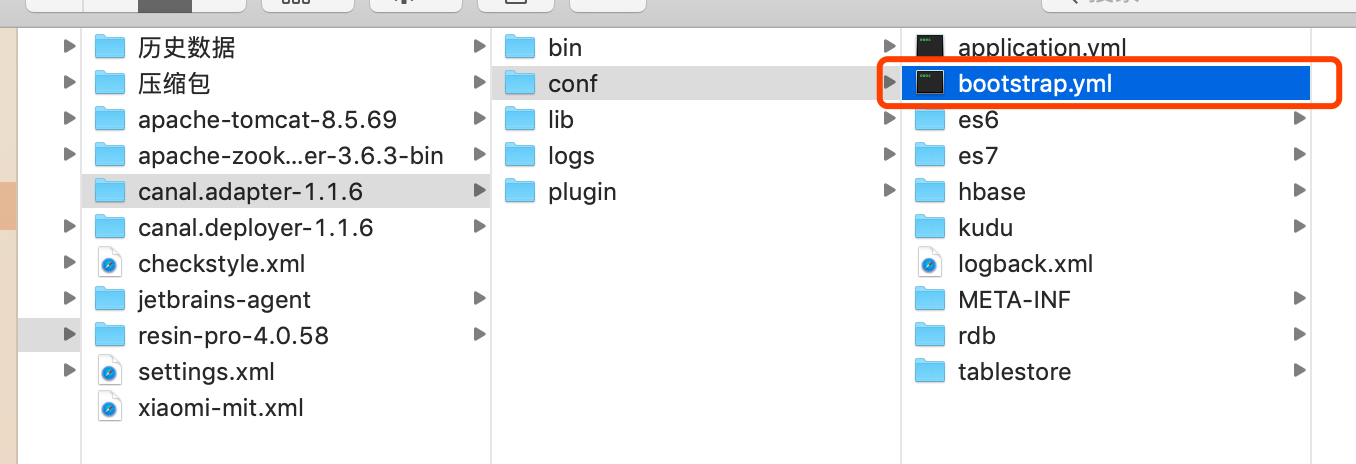 搜索
历史数据
压缩包
apache-tomcat-8.5.69
apache-zook...er-3.6.3-bin
canal.adapter-1.1.6
canal.deployer-1.1.6
checkstyle.xml
jetbrains-agent
resin-pro-4.0.58
settings.xml
xiaomi-mit.xml
bin
conf
lib
logs
plugin
application.yml
bootstrap.yml
es6
es7
hbase
kudu
logback.xml
META-INF
rdb
tablestore